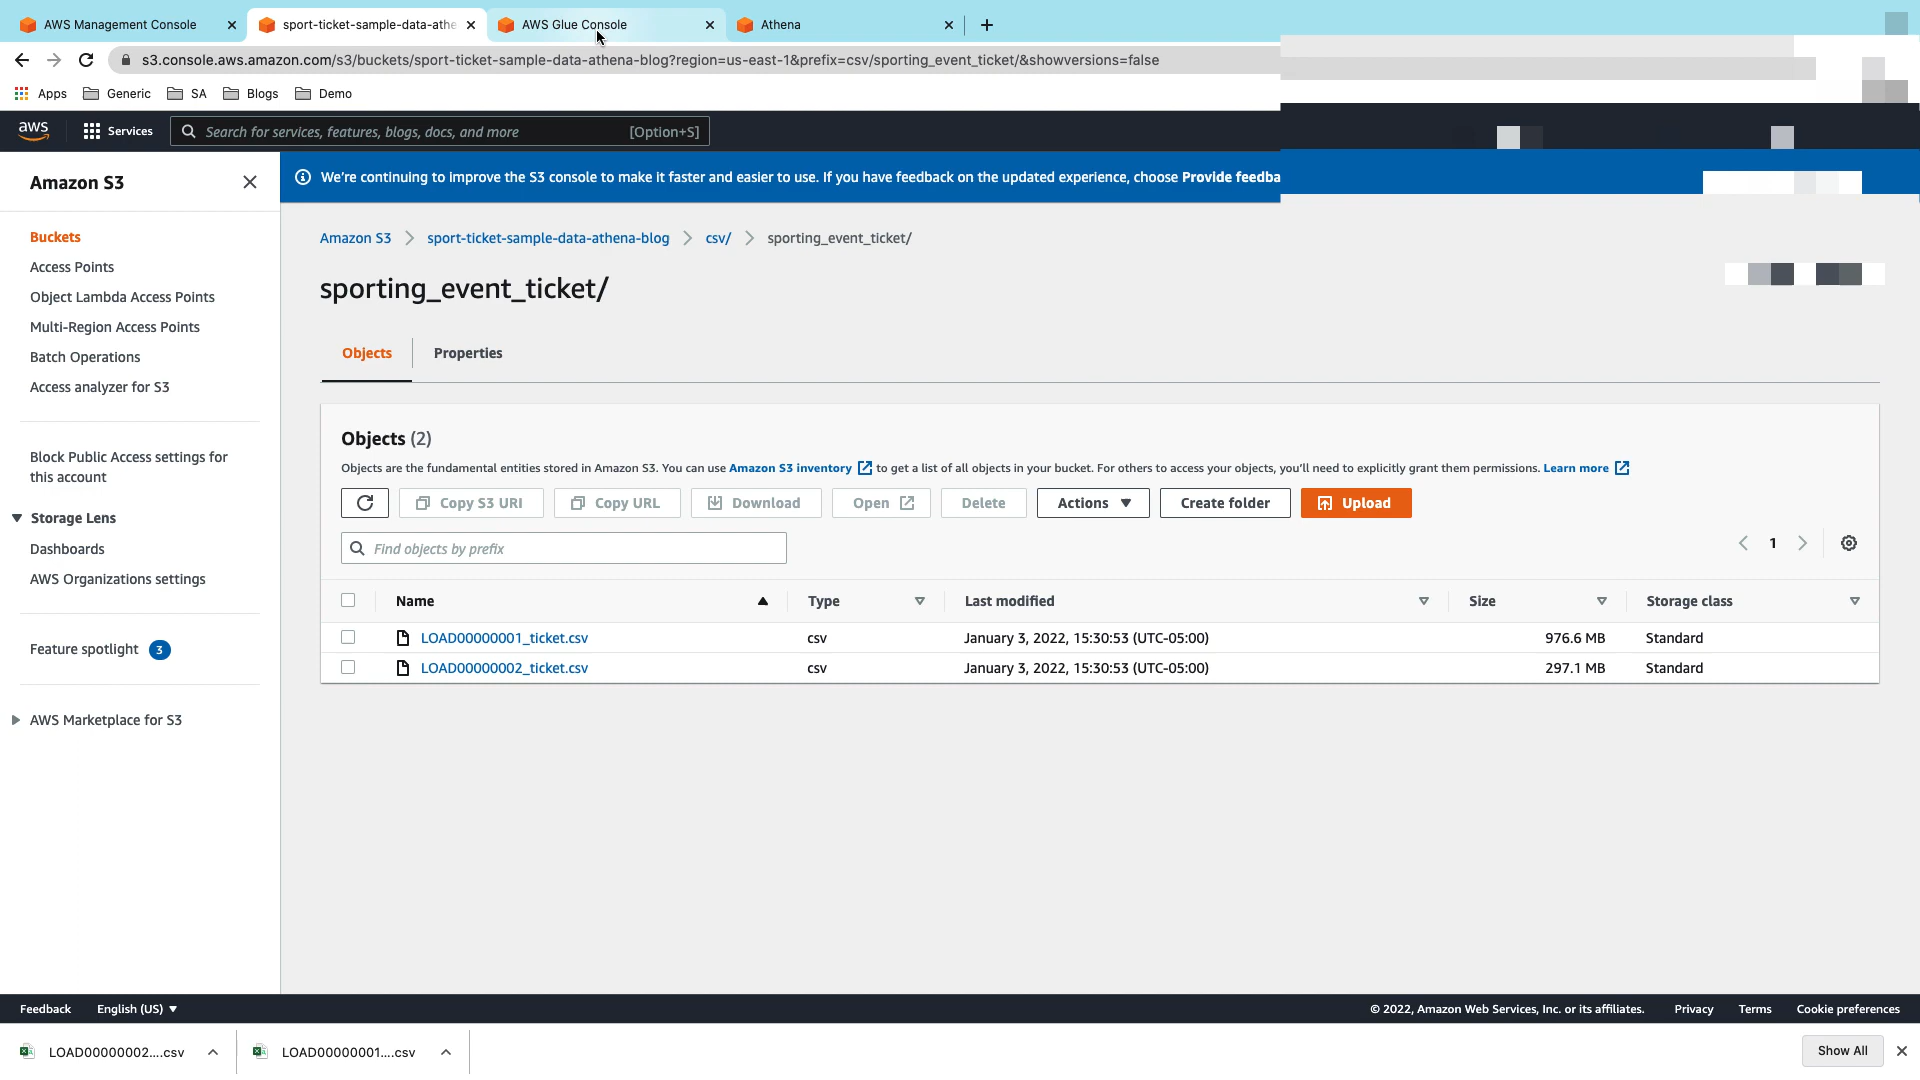 AWS Management Console
sport-ticket-sample-data-athe
AWS Glue Console
Athena
s3.console.aws.amazon.com/s3/buckets/sport-ticket-sample-data-athena-blog?region=us-east-1&prefix=csv/sporting_event_ticket/&showversions=false
Apps
Generic
SA
Blogs
Demo
aws
Services
Search for services, features, blogs, docs, and more
[Option+S]
Amazon S3
We're continuing to improve the S3 console to make it faster and easier to use. If you have feedback on the updated experience, choose Provide feedba
Buckets
Access Points
Object Lambda Access Points
Multi-Region Access Points
Batch Operations
Access analyzer for S3
Block Public Access settings for
this account
Storage Lens
Dashboards
AWS Organizations settings
Feature spotlight 3
AWS Marketplace for S3
Amazon S3
sport-ticket-sample-data-athena-blog
csv/
sporting_event_ticket/
sporting_event_ticket/
Objects
Properties
Objects (2)
Objects are the fundamental entities stored in Amazon S3. You can use Amazon S3 inventory to get a list of all objects in your bucket. For others to access your objects, you'll need to explicitly grant them permissions. Learn more
Copy S3 URI
Copy URL
Download
Open
Delete
Actions
Create folder
Upload
Find objects by prefix
1
Name
Type
Last modified
Size
Storage class
LOAD00000001_ticket.csv csv January 3, 2022, 15:30:53 (UTC-05:00) 976.6 MB Standard
LOAD00000002_ticket.csv csv January 3, 2022, 15:30:53 (UTC-05:00) 297.1 MB Standard
Feedback
English (US)
© 2022, Amazon Web Services, Inc. or its affiliates.
Privacy
Terms
Cookie preferences
LOAD00000002....csv
LOAD00000001....csv
Show All